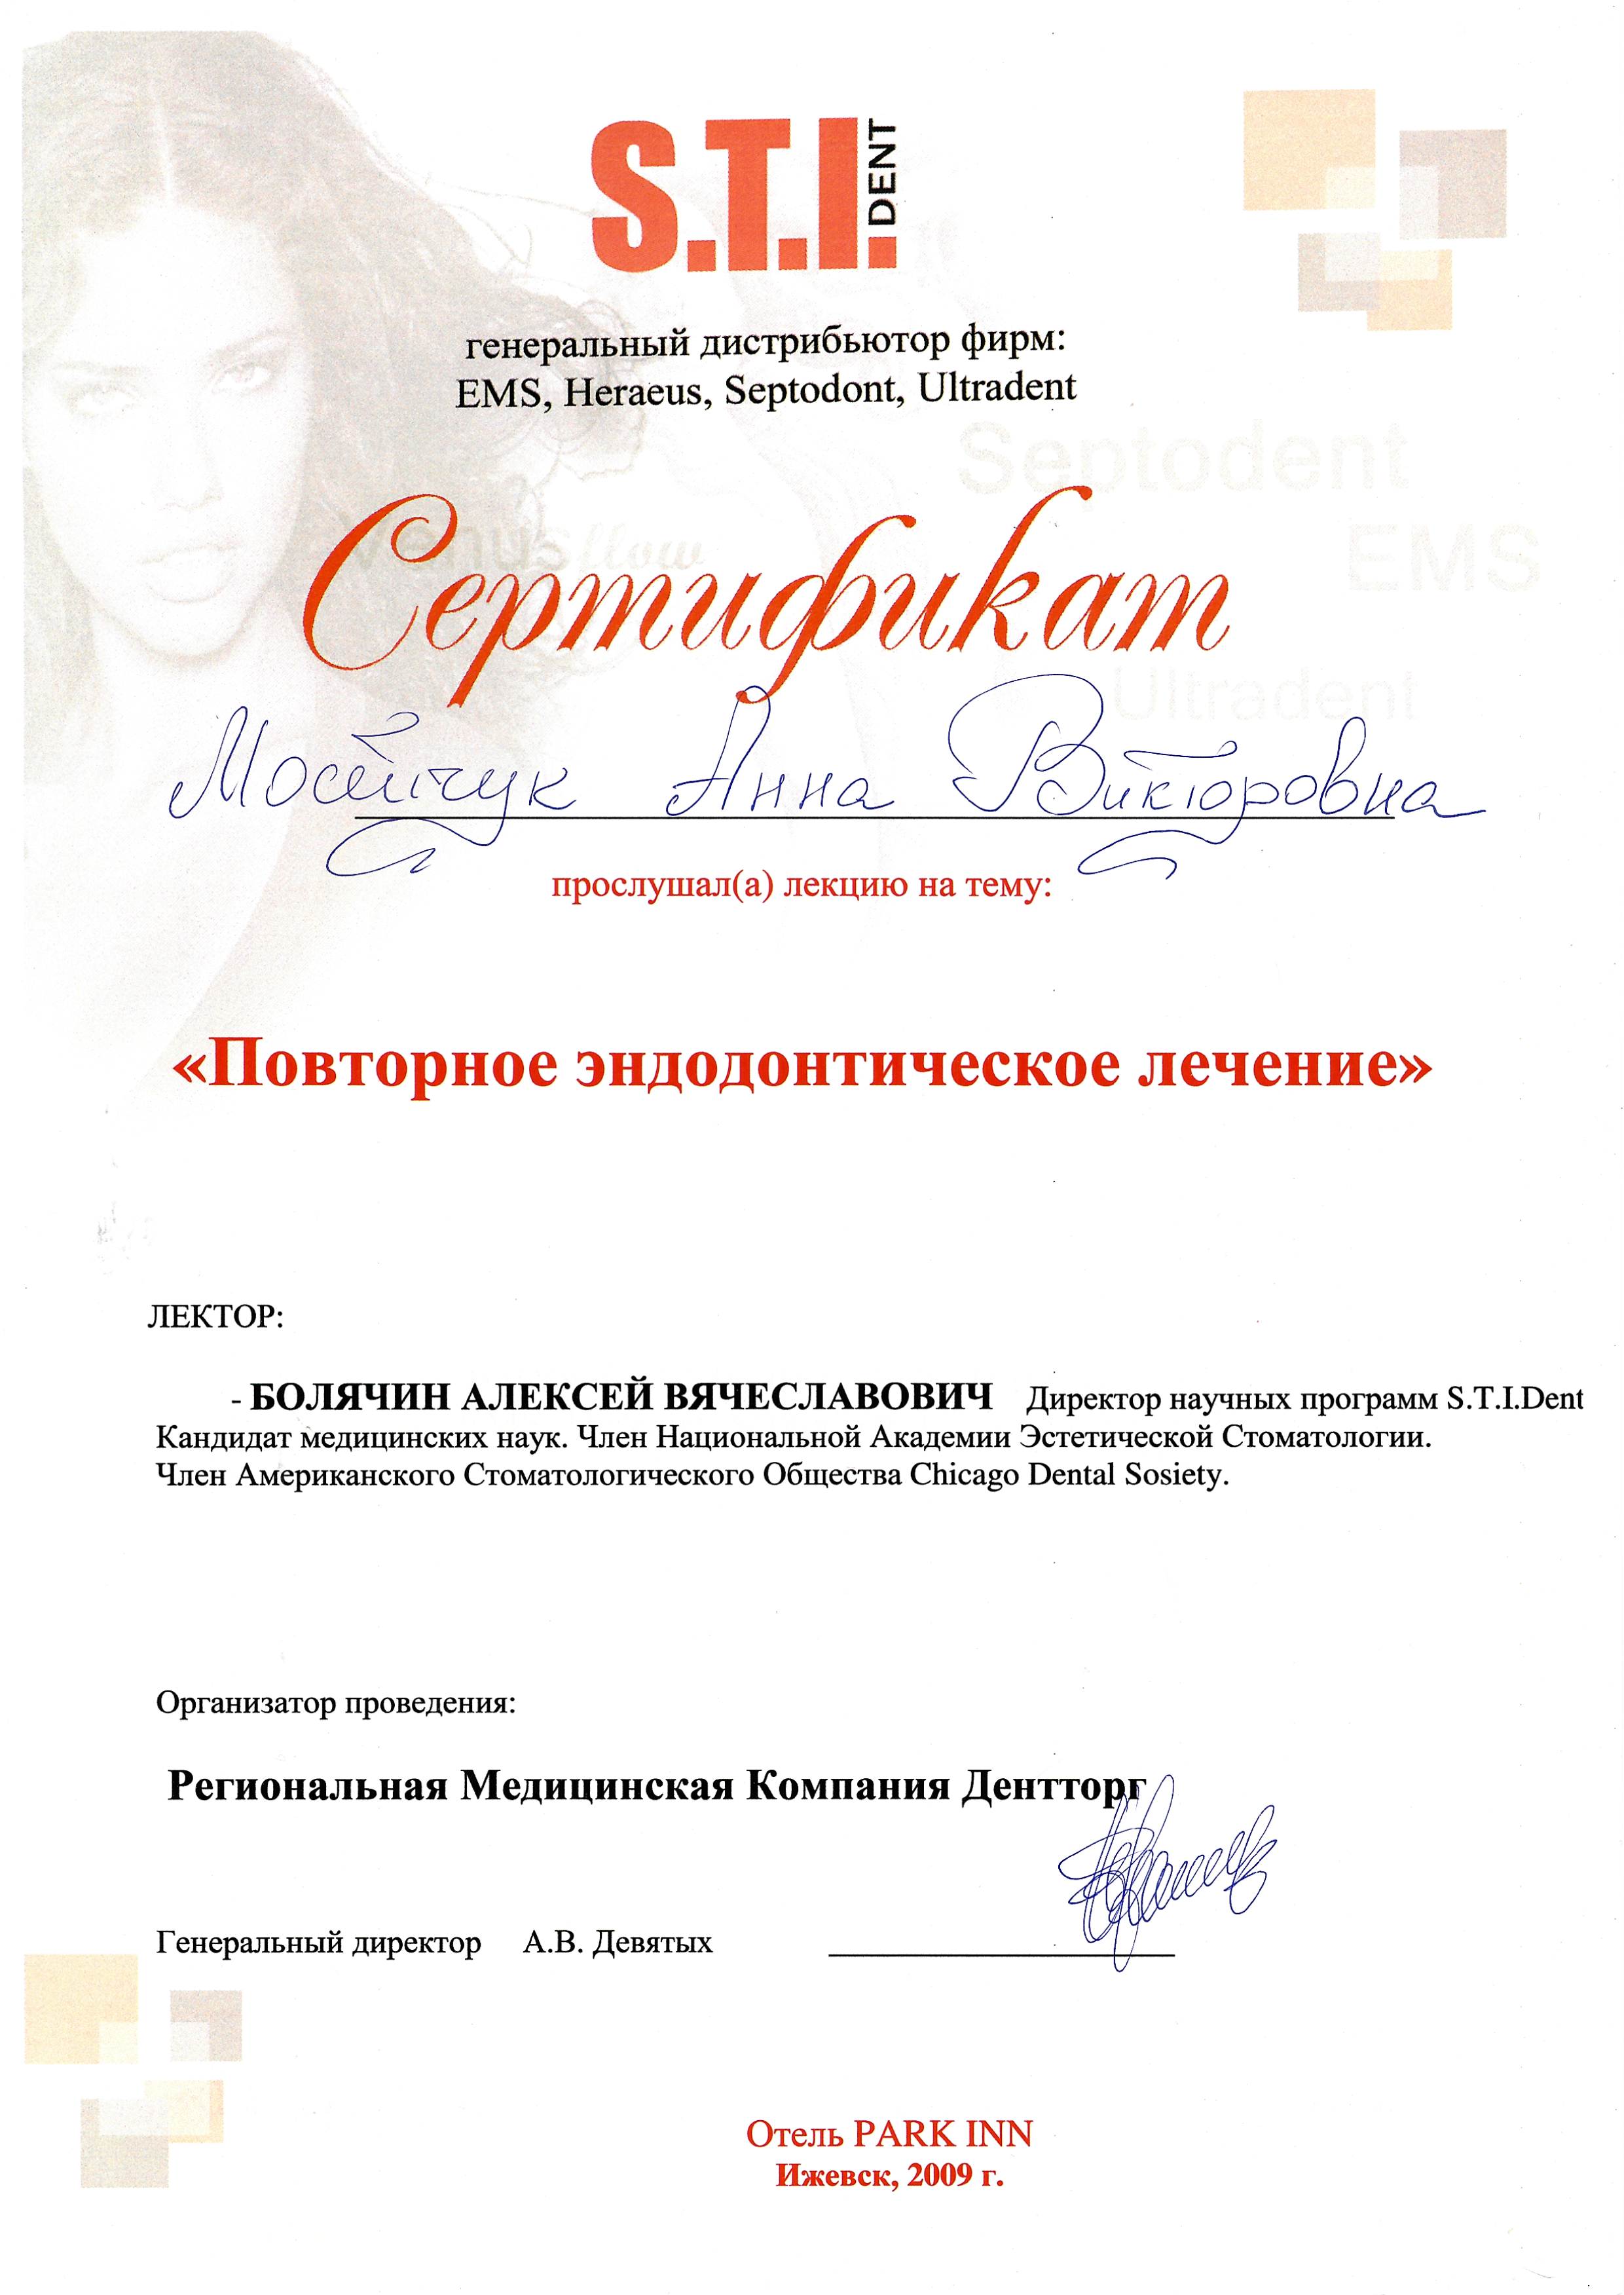 S.T.I.DENT
генеральный дистрибьютор фирм:
EMS, Heraeus, Septodont, Ultradent
Septodent
EMS
Venusflow
Сертификат
Ultradent
Мосейчук Анна Викторовна
прослушал(а) лекцию на тему:
«Повторное эндодонтическое лечение»
ЛЕКТОР:
- БОЛЯЧИН АЛЕКСЕЙ ВЯЧЕСЛАВОВИЧ Директор научных программ S.T.I.Dent
Кандидат медицинских наук. Член Национальной Академии Эстетической Стоматологии.
Член Американского Стоматологического Общества Chicago Dental Sosiety.
Организатор проведения:
Региональная Медицинская Компания Дентторг
Генеральный директор А.В. Девятых
Отель PARK INN
Ижевск, 2009 г.